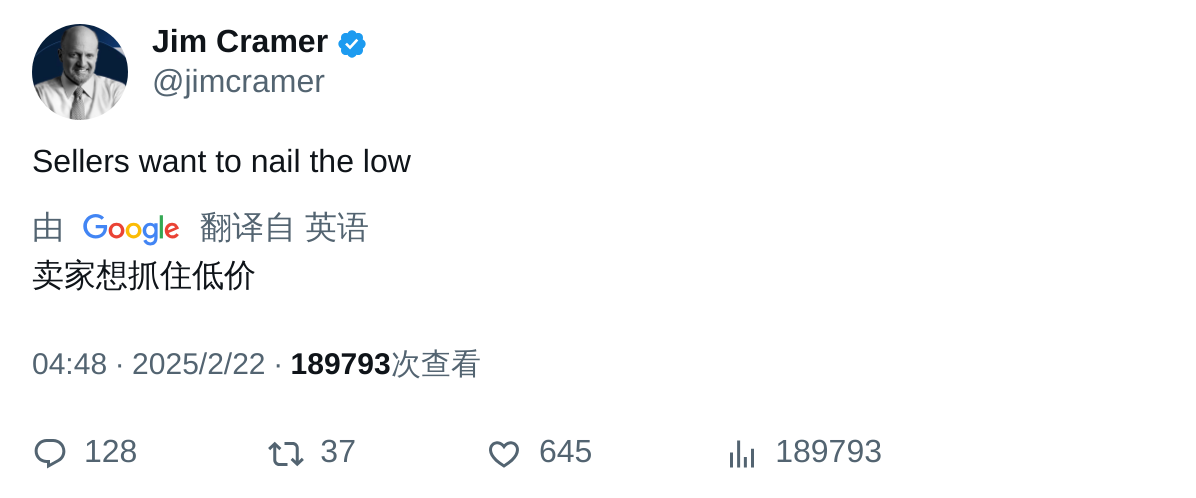 Jim Cramer
@jimcramer
Sellers want to nail the low
由 Google 翻译自 英语
卖家想抓住低价
04:48 · 2025/2/22 · 189793次查看
128 37 645 189793